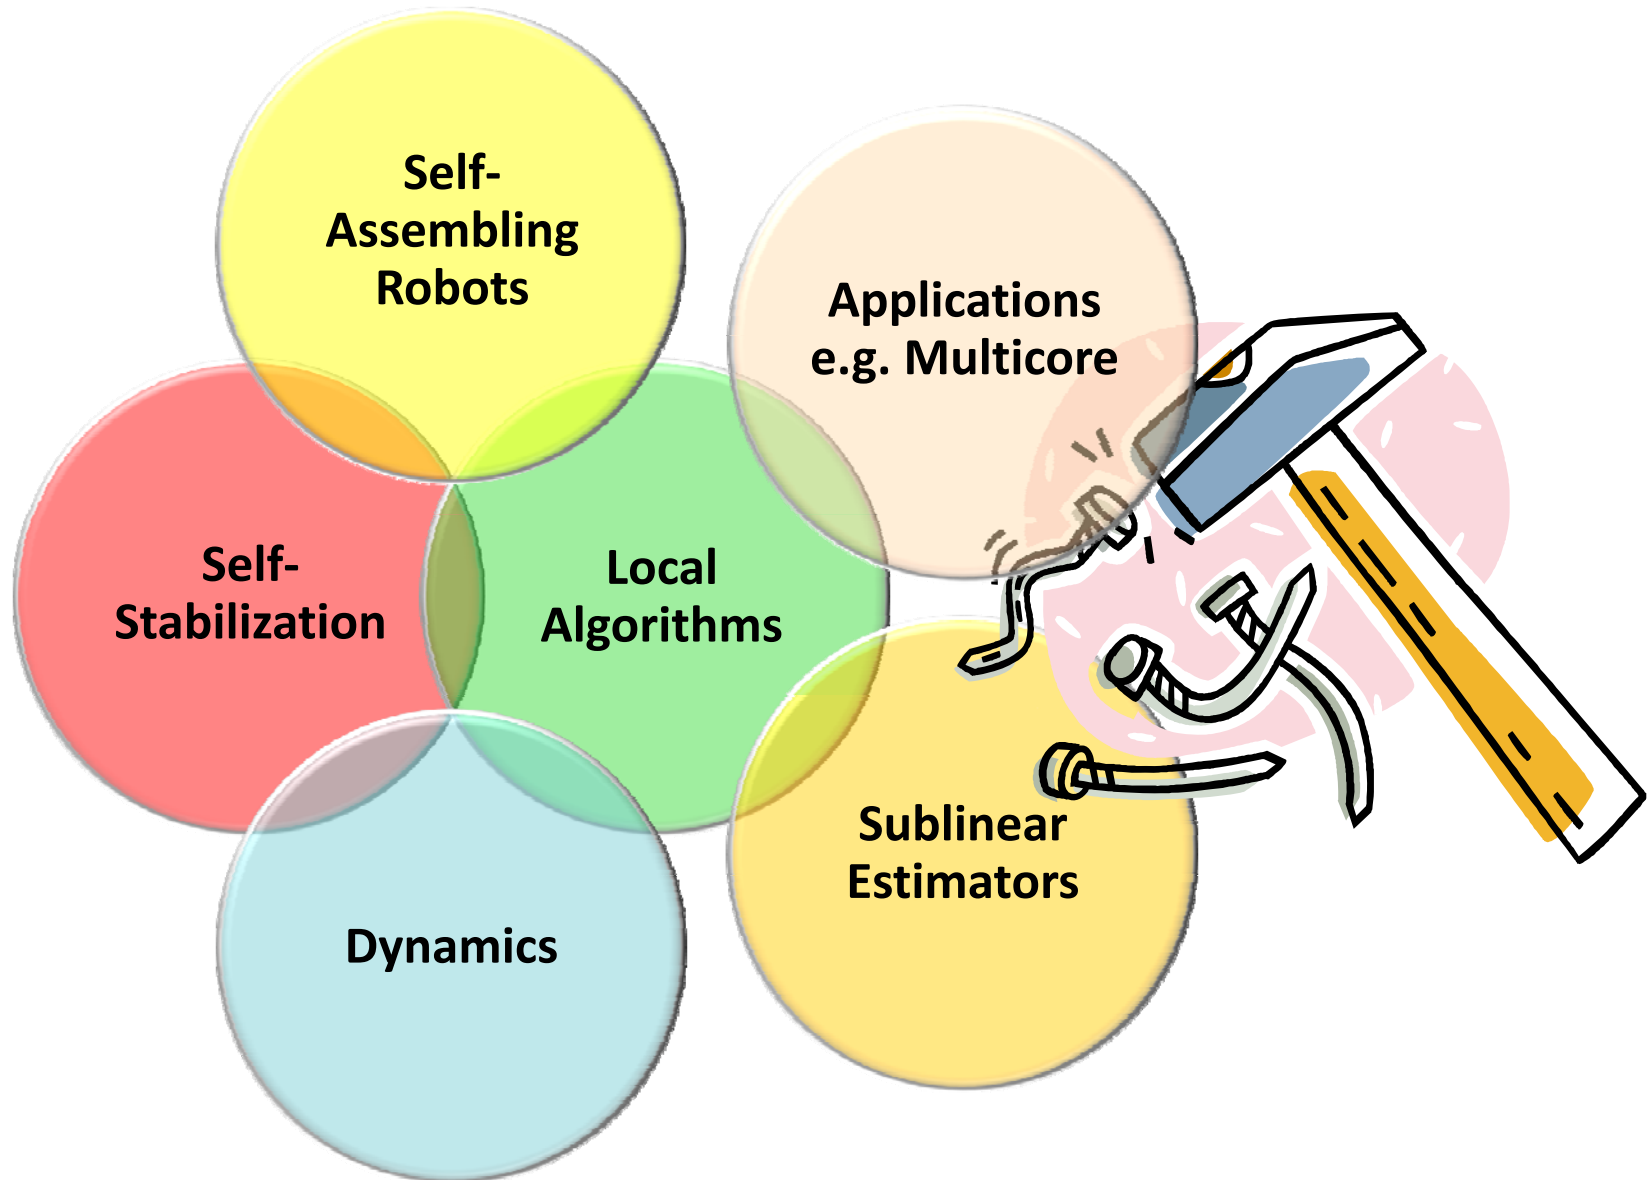 Self-
Assembling
Robots
Applications
e.g. Multicore
Self-
Stabilization
Local
Algorithms
Sublinear
Estimators
Dynamics